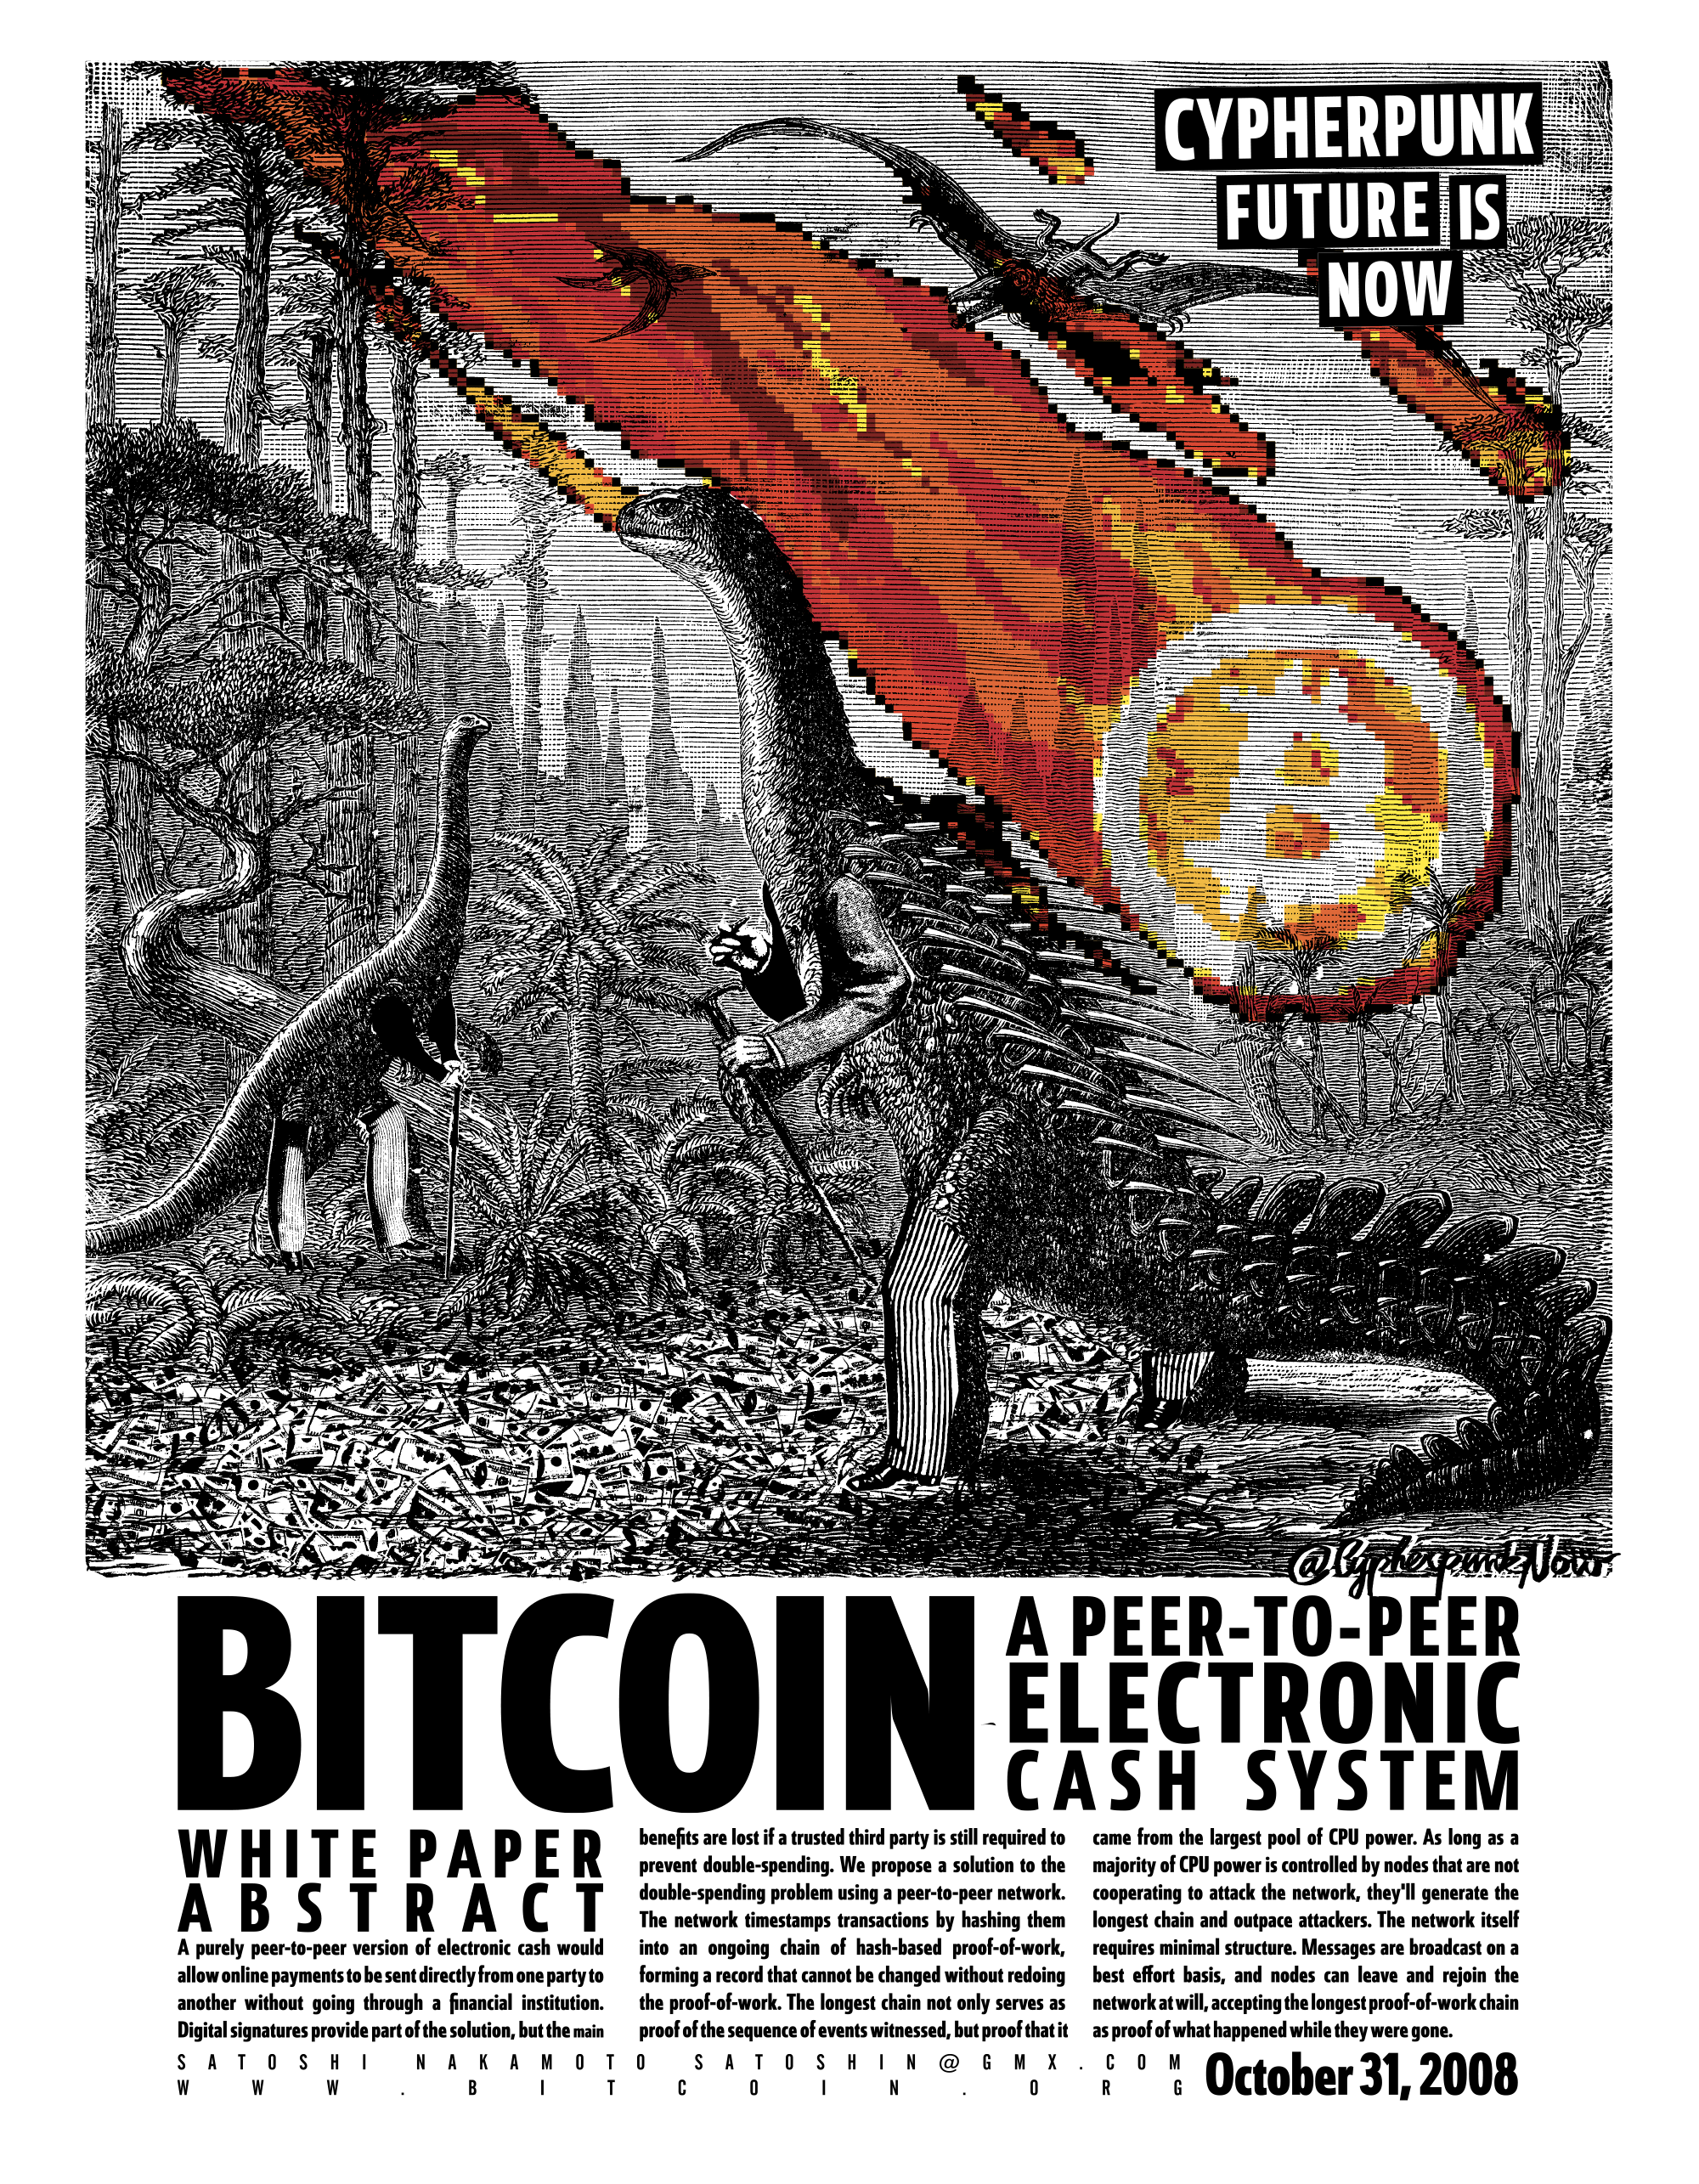 CYPHERPUNK
FUTURE IS
NOW
@CypherpunkNow
BITCOIN
A PEER-TO-PEER
ELECTRONIC
CASH SYSTEM
WHITE PAPER
ABSTRACT
A purely peer-to-peer version of electronic cash would
allow online payments to be sent directly from one party to
another without going through a financial institution.
Digital signatures provide part of the solution, but the main
benefits are lost if a trusted third party is still required to
prevent double-spending. We propose a solution to the
double-spending problem using a peer-to-peer network.
The network timestamps transactions by hashing them
into an ongoing chain of hash-based proof-of-work,
forming a record that cannot be changed without redoing
the proof-of-work. The longest chain not only serves as
proof of the sequence of events witnessed, but proof that it
came from the largest pool of CPU power. As long as a
majority of CPU power is controlled by nodes that are not
cooperating to attack the network, they'll generate the
longest chain and outpace attackers. The network itself
requires minimal structure. Messages are broadcast on a
best effort basis, and nodes can leave and rejoin the
network at will, accepting the longest proof-of-work chain
as proof of what happened while they were gone.
SATOSHI NAKAMOTO SATOSHIN@GMX.COM
WWW.BITCOIN.ORG
October 31, 2008